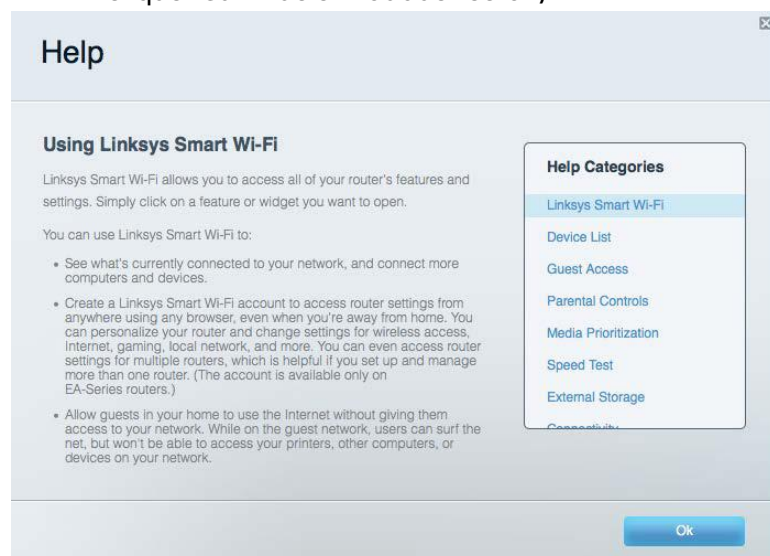 Help
Using Linksys Smart Wi-Fi
Linksys Smart Wi-Fi allows you to access all of your router's features and
settings. Simply click on a feature or widget you want to open.
You can use Linksys Smart Wi-Fi to:
• See what's currently connected to your network, and connect more
computers and devices.
• Create a Linksys Smart Wi-Fi account to access router settings from
anywhere using any browser, even when you're away from home. You
can personalize your router and change settings for wireless access,
Internet, gaming, local network, and more. You can even access router
settings for multiple routers, which is helpful if you set up and manage
more than one router. (The account is available only on
EA-Series routers.)
• Allow guests in your home to use the Internet without giving them
access to your network. While on the guest network, users can surf the
net, but won't be able to access your printers, other computers, or
devices on your network.
Help Categories
Linksys Smart Wi-Fi
Device List
Guest Access
Parental Controls
Media Prioritization
Speed Test
External Storage
Connectivity
Ok